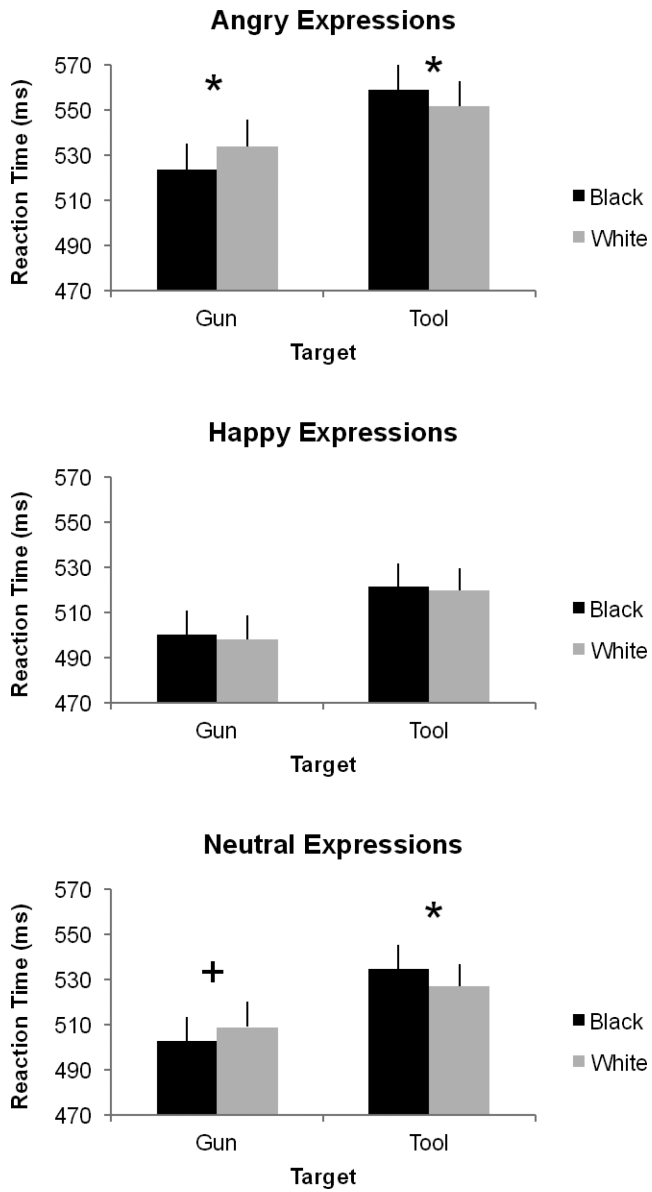 Angry Expressions
Reaction Time (ms)
570
550
530
510
490
470
*
*
Gun Tool
Target
Black
White
Happy Expressions
Reaction Time (ms)
570
550
530
510
490
470
Gun Tool
Target
Black
White
Neutral Expressions
Reaction Time (ms)
570
550
530
510
490
470
+
*
Gun Tool
Target
Black
White